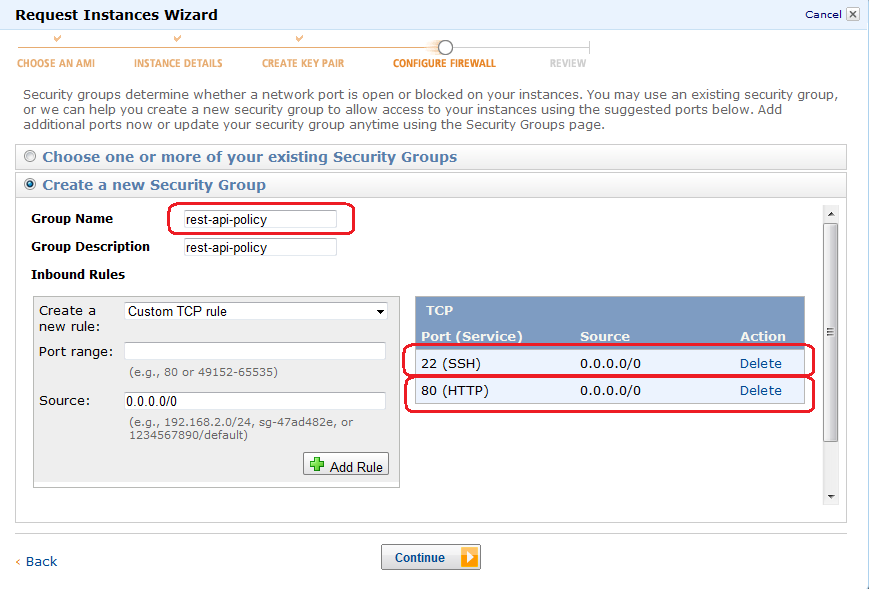 Request Instances Wizard
Cancel
CHOOSE AN AMI
INSTANCE DETAILS
CREATE KEY PAIR
CONFIGURE FIREWALL
REVIEW
Security groups determine whether a network port is open or blocked on your instances. You may use an existing security group,
or we can help you create a new security group to allow access to your instances using the suggested ports below. Add
additional ports now or update your security group anytime using the Security Groups page.
Choose one or more of your existing Security Groups
Create a new Security Group
Group Name
rest-api-policy
Group Description
rest-api-policy
Inbound Rules
Create a
new rule:
Custom TCP rule
Port range:
(e.g., 80 or 49152-65535)
Source:
0.0.0.0/0
(e.g., 192.168.2.0/24, sg-47ad482e, or
1234567890/default)
Add Rule
TCP
Port (Service) Source Action
22 (SSH) 0.0.0.0/0 Delete
80 (HTTP) 0.0.0.0/0 Delete
Back
Continue